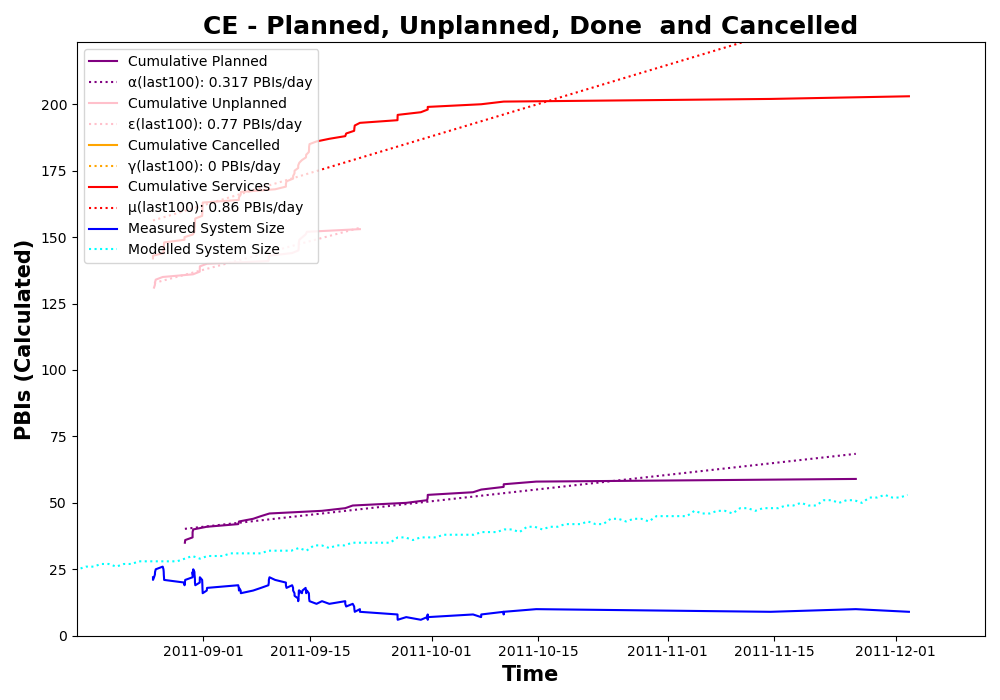 CE - Planned, Unplanned, Done  and Cancelled
Cumulative Planned
α(last100): 0.317 PBIs/day
Cumulative Unplanned
ε(last100): 0.77 PBIs/day
Cumulative Cancelled
γ(last100): 0 PBIs/day
Cumulative Services
μ(last100): 0.86 PBIs/day
Measured System Size
Modelled System Size
PBIs (Calculated)
200
175
150
125
100
75
50
25
0
2011-09-01
2011-09-15
2011-10-01
2011-10-15
2011-11-01
2011-11-15
2011-12-01
Time